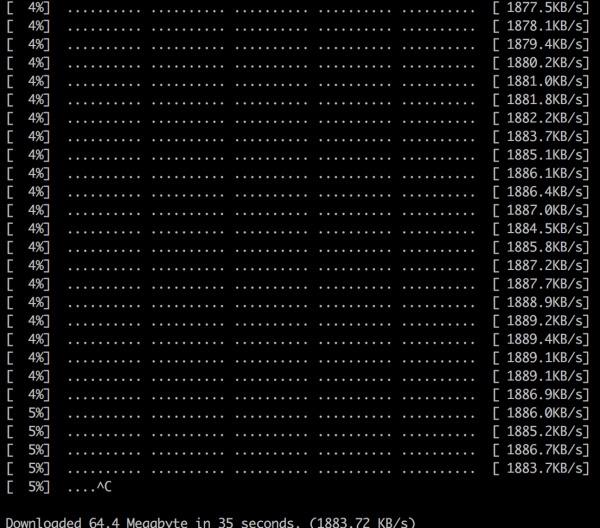 [  4%]  .......... .......... .......... .......... ..........  [ 1877.5KB/s]
[  4%]  .......... .......... .......... .......... ..........  [ 1878.1KB/s]
[  4%]  .......... .......... .......... .......... ..........  [ 1879.4KB/s]
[  4%]  .......... .......... .......... .......... ..........  [ 1880.2KB/s]
[  4%]  .......... .......... .......... .......... ..........  [ 1881.0KB/s]
[  4%]  .......... .......... .......... .......... ..........  [ 1881.8KB/s]
[  4%]  .......... .......... .......... .......... ..........  [ 1882.2KB/s]
[  4%]  .......... .......... .......... .......... ..........  [ 1883.7KB/s]
[  4%]  .......... .......... .......... .......... ..........  [ 1885.1KB/s]
[  4%]  .......... .......... .......... .......... ..........  [ 1886.1KB/s]
[  4%]  .......... .......... .......... .......... ..........  [ 1886.4KB/s]
[  4%]  .......... .......... .......... .......... ..........  [ 1887.0KB/s]
[  4%]  .......... .......... .......... .......... ..........  [ 1884.5KB/s]
[  4%]  .......... .......... .......... .......... ..........  [ 1885.8KB/s]
[  4%]  .......... .......... .......... .......... ..........  [ 1887.2KB/s]
[  4%]  .......... .......... .......... .......... ..........  [ 1887.7KB/s]
[  4%]  .......... .......... .......... .......... ..........  [ 1888.9KB/s]
[  4%]  .......... .......... .......... .......... ..........  [ 1889.2KB/s]
[  4%]  .......... .......... .......... .......... ..........  [ 1889.4KB/s]
[  4%]  .......... .......... .......... .......... ..........  [ 1889.1KB/s]
[  4%]  .......... .......... .......... .......... ..........  [ 1889.1KB/s]
[  4%]  .......... .......... .......... .......... ..........  [ 1886.9KB/s]
[  5%]  .......... .......... .......... .......... ..........  [ 1886.0KB/s]
[  5%]  .......... .......... .......... .......... ..........  [ 1885.2KB/s]
[  5%]  .......... .......... .......... .......... ..........  [ 1886.7KB/s]
[  5%]  .......... .......... .......... .......... ..........  [ 1883.7KB/s]
[  5%]  ....^C
Downloaded 64.4 Megabyte in 35 seconds. (1883.72 KB/s)